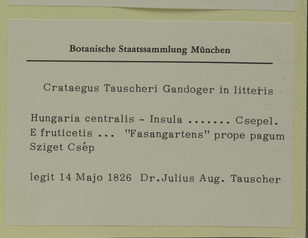 Botanische Staatssammlung München
Crataegus Tauscheri Gandoger in litteris
Hungaria centralis - Insula ....... Csepel.
E fruticetis ... "Fasangartens" prope pagum
Sziget Csép
legit 14 Majo 1826 Dr.Julius Aug. Tauscher